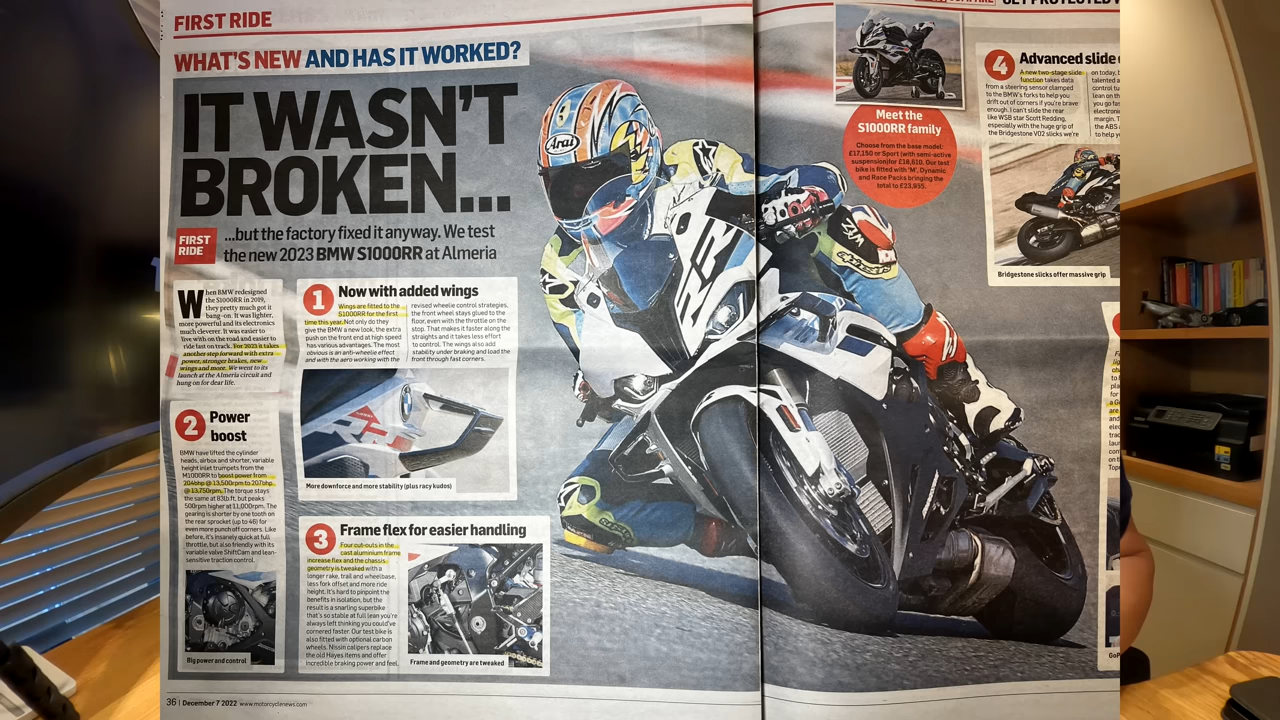 FIRST RIDE
WHAT'S NEW AND HAS IT WORKED?
IT WASN'T
BROKEN...
FIRST
RIDE
...but the factory fixed it anyway. We test
the new 2023 BMW S1000RR at Almeria
When BMW redesigned
the S1000RR in 2019,
they pretty much got it
bang-on. It was lighter,
more powerful and its electronics
much cleverer. It was easier to
live with on the road and easier to
ride fast on track. For 2023 it takes
another step forward with extra
power, stronger brakes, new
wings and more. We went to its
launch at the Almeria circuit and
hung on for dear life.
1 Now with added wings
Wings are fitted to the
S1000RR for the first
time this year. Not only do they
give the BMW a new look, the extra
push on the front end at high speed
has various advantages. The most
obvious is an anti-wheelie effect
and with the aero working with the
revised wheelie control strategies,
the front wheel stays glued to the
floor, even with the throttle on the
stop. That makes it faster along the
straights and it takes less effort
to control. The wings also add
stability under braking and load the
front through fast corners.
More downforce and more stability (plus racy kudos)
2 Power
boost
BMW have lifted the cylinder
heads, airbox and shorter, variable
height inlet trumpets from the
M1000RR to boost power from
204bhp @ 13,500rpm to 207bhp
@ 13,750rpm. The torque stays
the same at 83lb.ft, but peaks
500rpm higher at 11,000rpm. The
gearing is shorter by one tooth on
the rear sprocket (up to 46) for
even more punch off corners. Like
before, it's insanely quick at full
throttle, but also friendly with its
variable valve ShiftCam and lean-
sensitive traction control.
Big power and control
3 Frame flex for easier handling
Four cut-outs in the
cast aluminium frame
increase flex and the chassis
geometry is tweaked with a
longer rake, trail and wheelbase,
less fork offset and more ride
height. It's hard to pinpoint the
benefits in isolation, but the
result is a snarling superbike
that's so stable at full lean you're
always left thinking you could've
cornered faster. Our test bike is
also fitted with optional carbon
wheels. Nissin calipers replace
the old Hayes items and offer
incredible braking power and feel.
Frame and geometry are tweaked
Arai
Meet the
S1000RR family
Choose from the base model:
£17,150 or Sport (with semi-active
suspension) for £18,610. Our test
bike is fitted with 'M', Dynamic
and Race Packs bringing the
total to £23,955.
4 Advanced slide
A new two-stage slide
function takes data
from a steering sensor clamped
to the BMW's forks to help you
drift out of corners if you're brave
enough. I can't slide the rear
like WSB star Scott Redding,
especially with the huge grip of
the Bridgestone V02 slicks we're
on today,
talented
control
lean on
you go
electronic
margin.
the ABS
to help
Bridgestone slicks offer massive grip
36 | December 7 2022 www.motorcyclenews.com